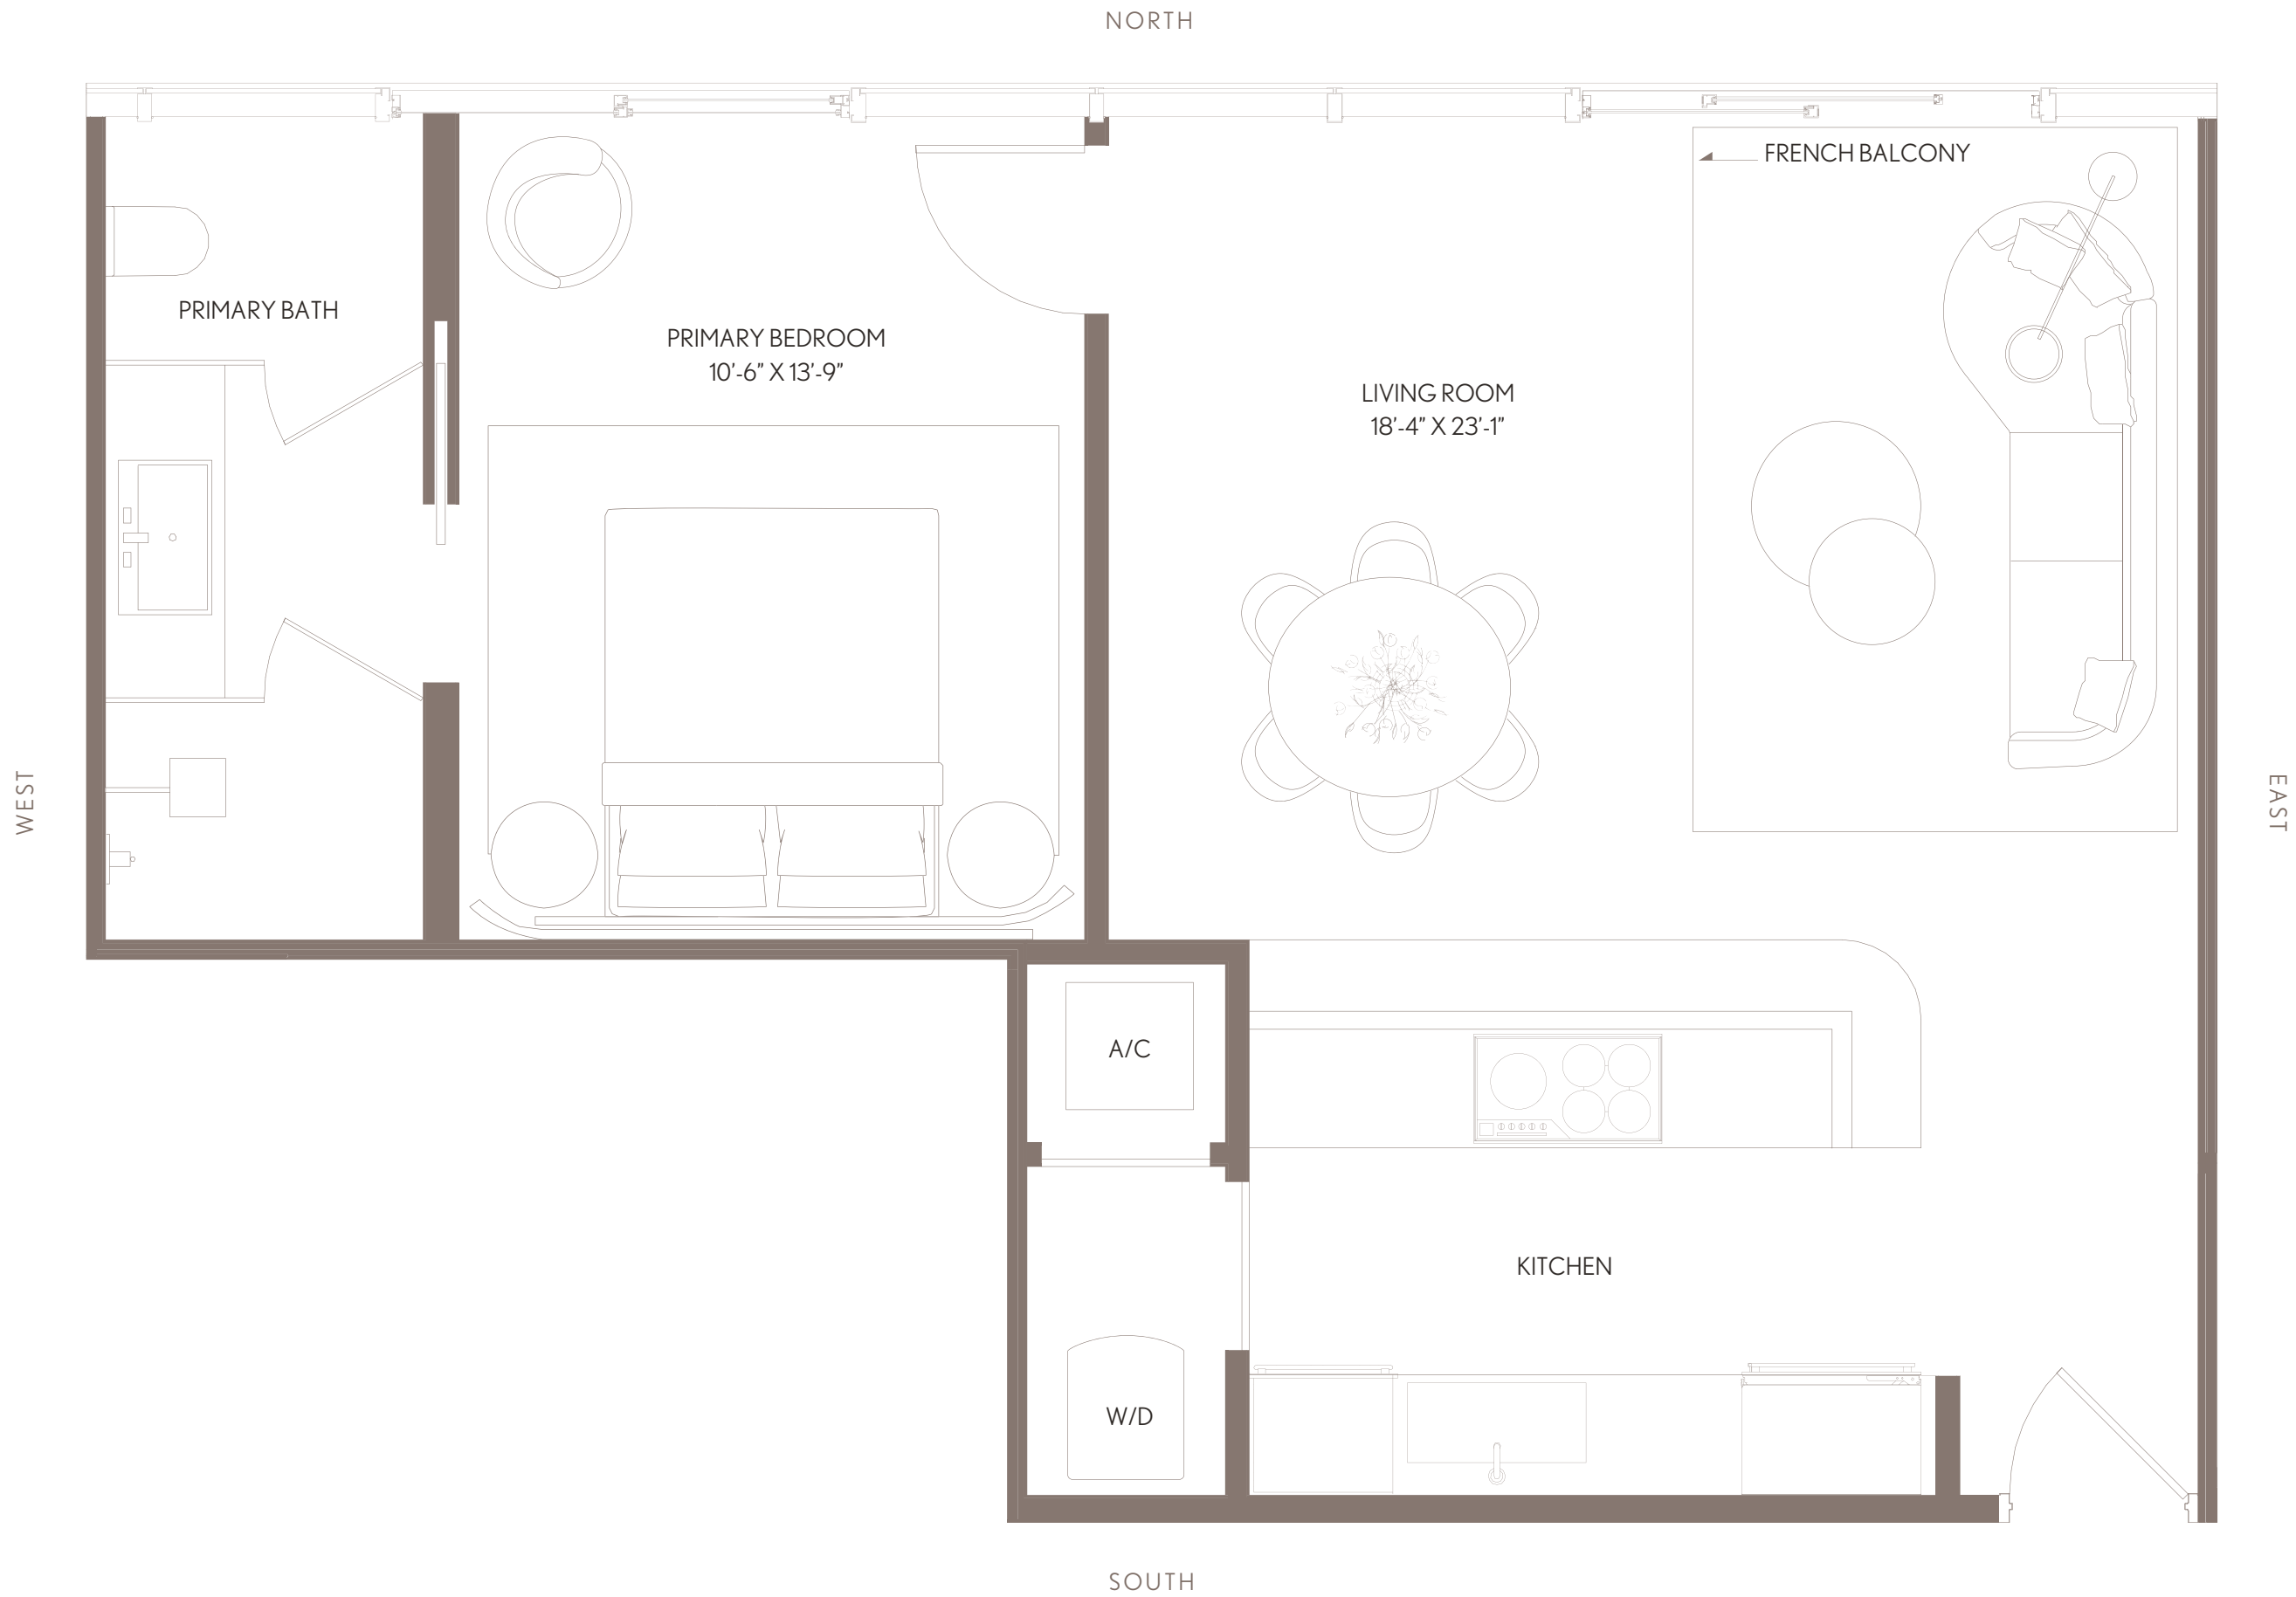 NORTH
FRENCH BALCONY
PRIMARY BATH
PRIMARY BEDROOM
10'-6" X 13'-9"
LIVING ROOM
18'-4" X 23'-1"
WEST
EAST
A/C
KITCHEN
W/D
SOUTH